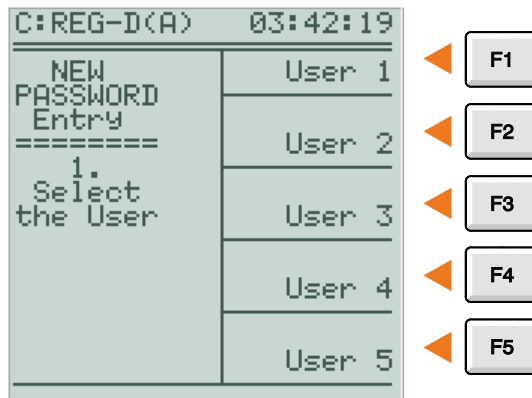 C:REG-D(A) 03:42:19
NEW
PASSWORD
Entry
========
1.
Select
the User
User 1
User 2
User 3
User 4
User 5
F1
F2
F3
F4
F5